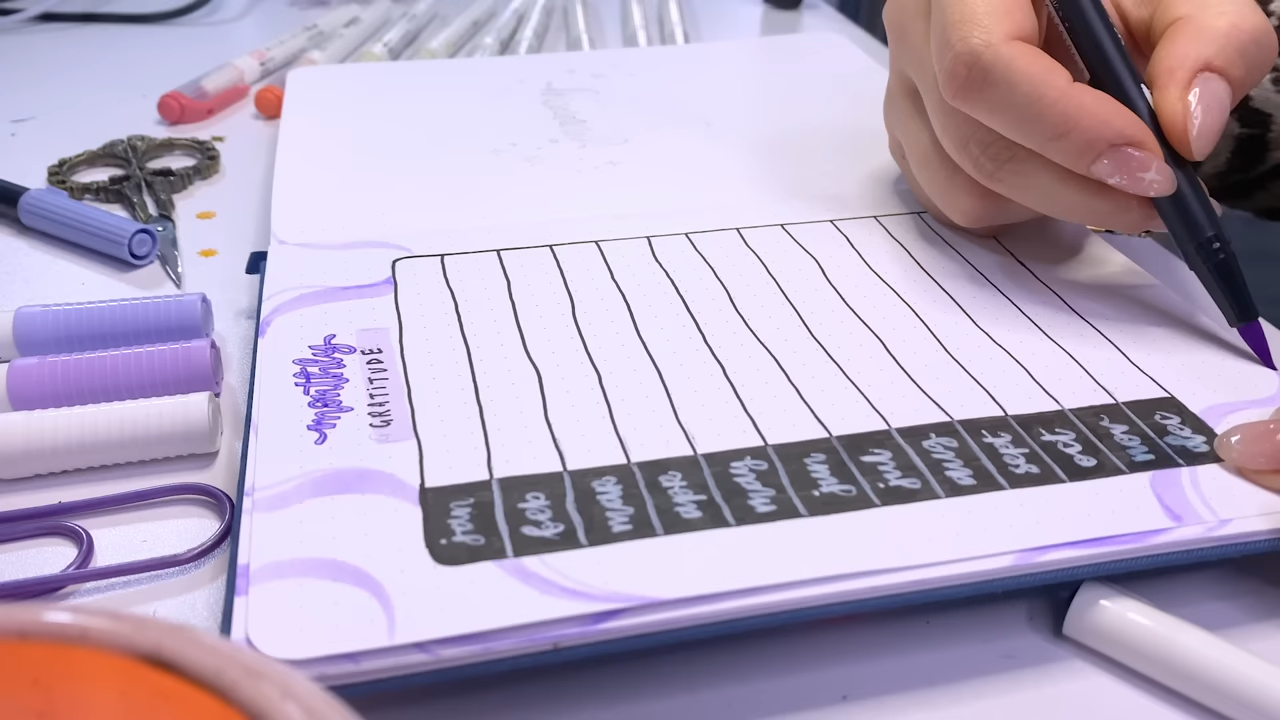 monthly
GRATITUDE
jan
feb
mar
apr
may
jun
jul
aug
sept
oct
nov
dec